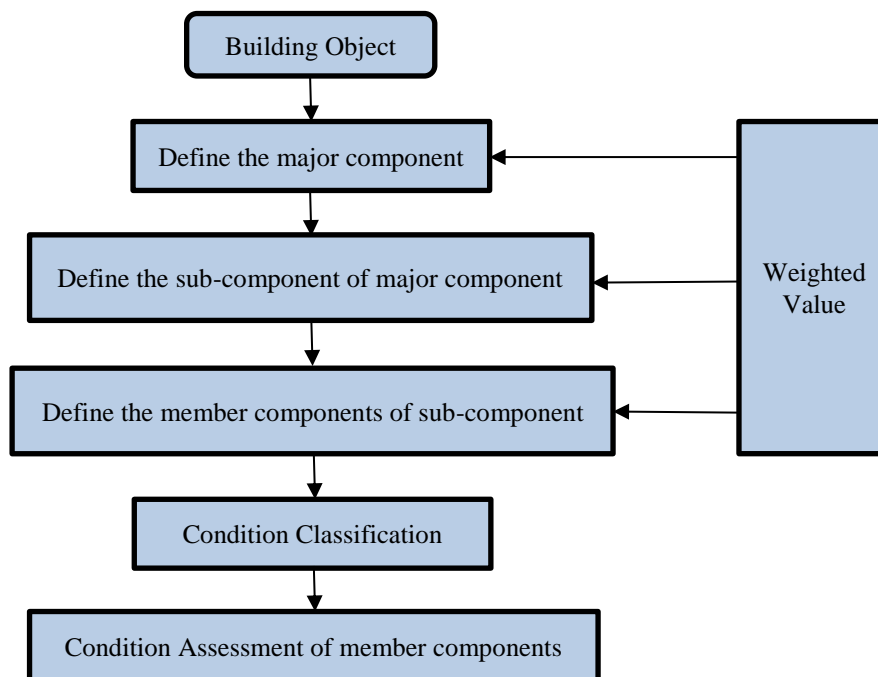 Building Object
Define the major component
Define the sub-component of major component
Weighted
Value
Define the member components of sub-component
Condition Classification
Condition Assessment of member components